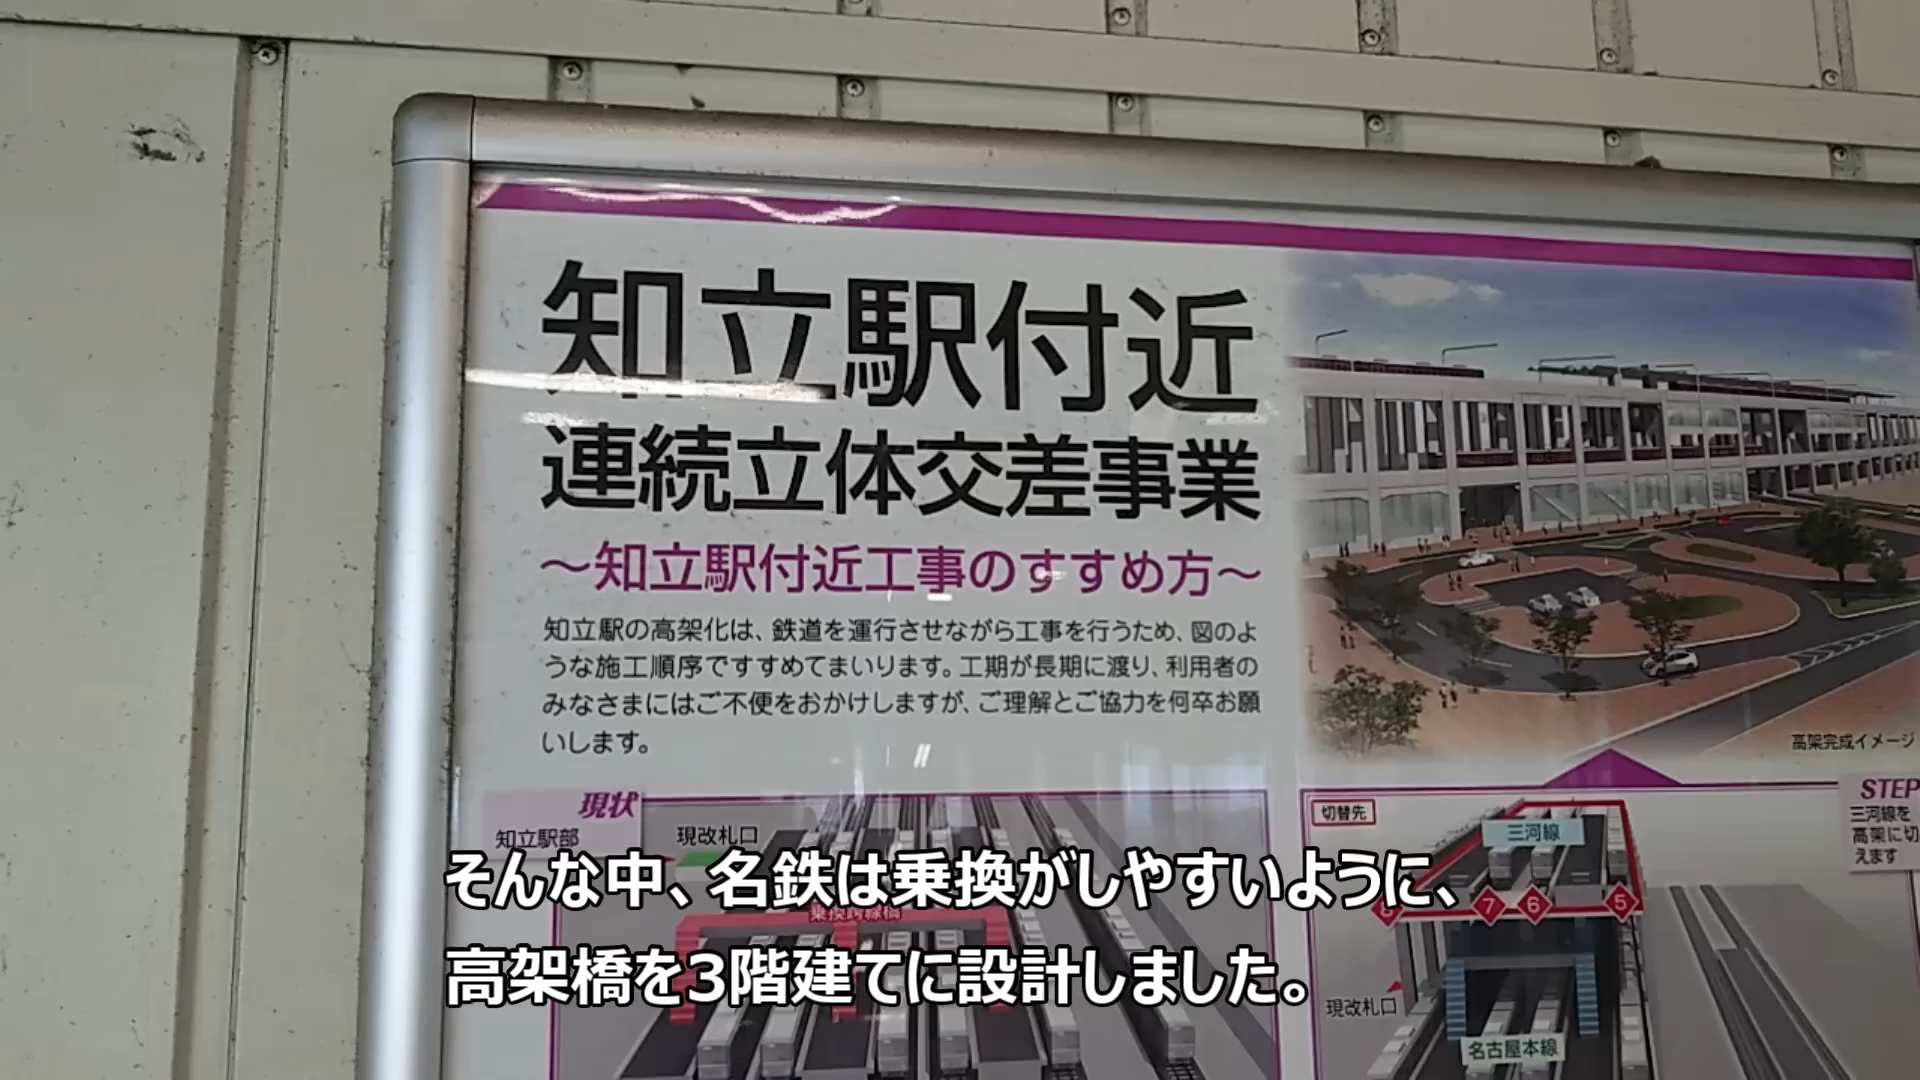 知立駅付近
連続立体交差事業
～知立駅付近工事のすすめ方～
知立駅の高架化は、鉄道を運行させながら工事を行うため、図のよ
うな施工順序ですすめてまいります。工期が長期に渡り、利用者の
みなさまにはご不便をおかけしますが、ご理解とご協力を何卒お願
いします。
高架完成イメージ
現状
知立駅部
現改札口
乗換跨線橋
切替先
三河線
7
6
5
現改札口
名古屋本線
STEP
三河線を
高架に切
えます
そんな中、名鉄は乗換がしやすいように、
高架橋を3階建てに設計しました。